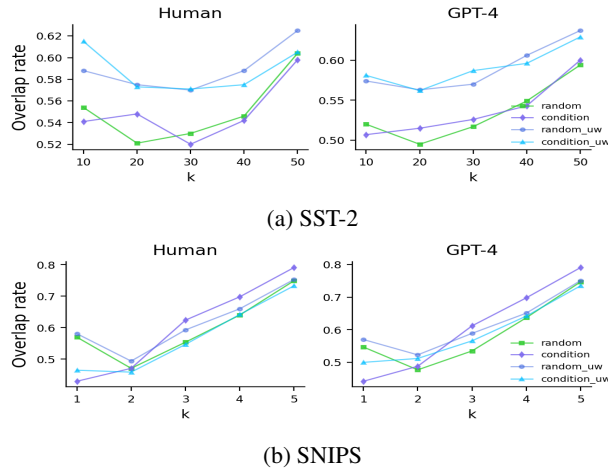 Human
GPT-4
Overlap rate
0.62
0.60
0.58
0.56
0.54
0.52
10 20 30 40 50
k
0.60
0.55
0.50
10 20 30 40 50
k
random
condition
random_uw
condition_uw
(a) SST-2
Human
GPT-4
Overlap rate
0.8
0.7
0.6
0.5
1 2 3 4 5
k
0.8
0.7
0.6
0.5
1 2 3 4 5
k
random
condition
random_uw
condition_uw
(b) SNIPS